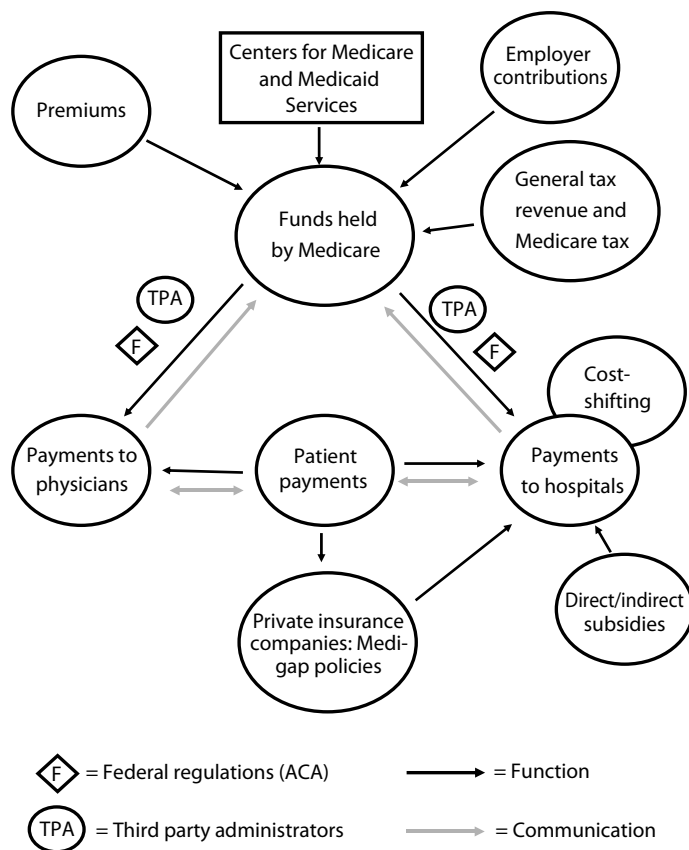 Premiums
Centers for Medicare
and Medicaid
Services
Employer
contributions
Funds held
by Medicare
General tax
revenue and
Medicare tax
TPA
F
TPA
F
Cost-
shifting
Payments to
physicians
Patient
payments
Payments
to hospitals
Private insurance
companies: Medi-
gap policies
Direct/indirect
subsidies
F = Federal regulations (ACA)
= Function
TPA = Third party administrators
= Communication